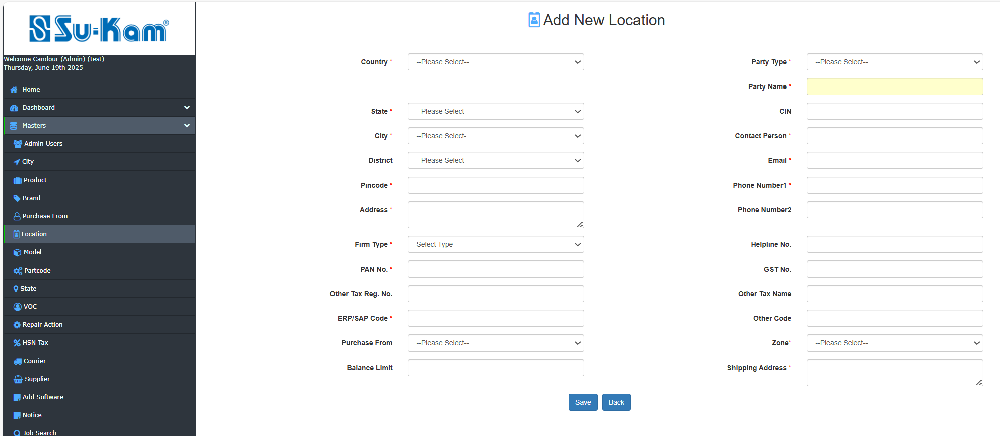 Su-Kam®
Welcome Candour (Admin) (test)
Thursday, June 19th 2025
Home
Dashboard
Masters
Admin Users
City
Product
Brand
Purchase From
Location
Model
Partcode
State
VOC
Repair Action
HSN Tax
Courier
Supplier
Add Software
Notice
Job Search
Add New Location
Country * --Please Select-- Party Type * --Please Select--
Party Name *
State * --Please Select-- CIN
City * --Please Select- Contact Person *
District --Please Select- Email *
Pincode * Phone Number1 *
Address * Phone Number2
Firm Type * Select Type-- Helpline No.
PAN No. * GST No.
Other Tax Reg. No. Other Tax Name
ERP/SAP Code * Other Code
Purchase From --Please Select-- Zone* --Please Select--
Balance Limit Shipping Address *
Save Back